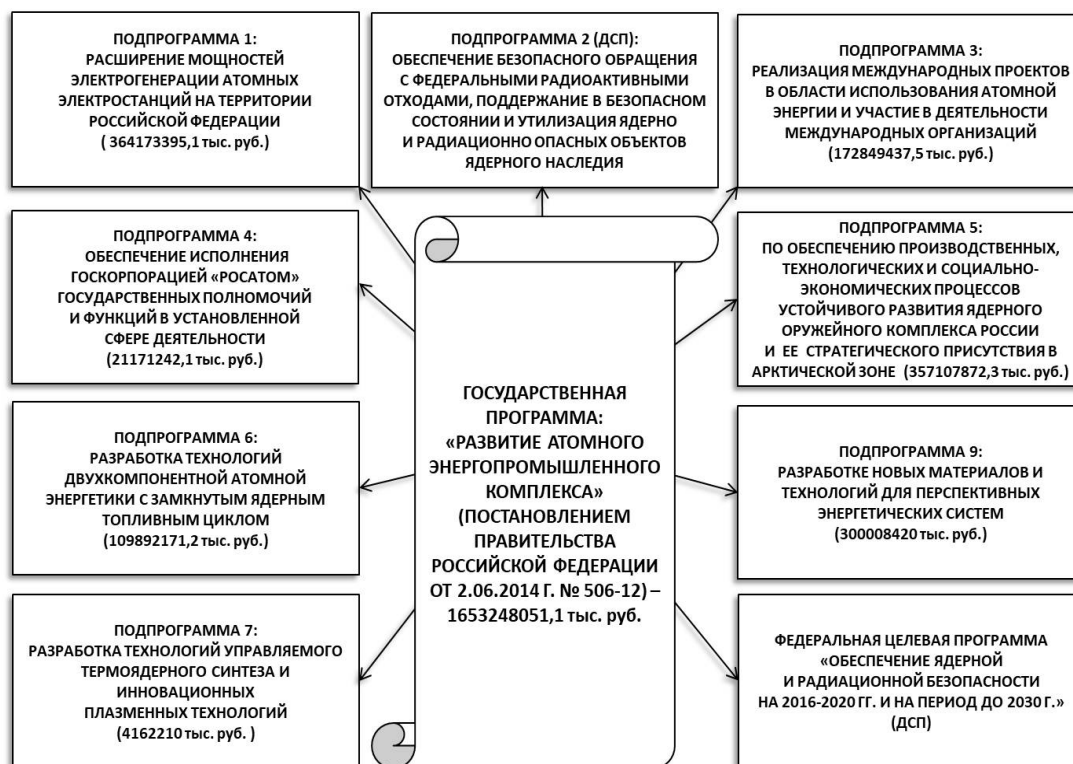 ПОДПРОГРАММА 1:
РАСШИРЕНИЕ МОЩНОСТЕЙ
ЭЛЕКТРОГЕНЕРАЦИИ АТОМНЫХ
ЭЛЕКТРОСТАНЦИЙ НА ТЕРРИТОРИИ
РОССИЙСКОЙ ФЕДЕРАЦИИ
( 364173395,1 тыс. руб.)
ПОДПРОГРАММА 2 (ДСП):
ОБЕСПЕЧЕНИЕ БЕЗОПАСНОГО ОБРАЩЕНИЯ
С ФЕДЕРАЛЬНЫМИ РАДИОАКТИВНЫМИ
ОТХОДАМИ, ПОДДЕРЖАНИЕ В БЕЗОПАСНОМ
СОСТОЯНИИ И УТИЛИЗАЦИЯ ЯДЕРНО
И РАДИАЦИОННО ОПАСНЫХ ОБЪЕКТОВ
ЯДЕРНОГО НАСЛЕДИЯ
ПОДПРОГРАММА 3:
РЕАЛИЗАЦИЯ МЕЖДУНАРОДНЫХ ПРОЕКТОВ
В ОБЛАСТИ ИСПОЛЬЗОВАНИЯ АТОМНОЙ
ЭНЕРГИИ И УЧАСТИЕ В ДЕЯТЕЛЬНОСТИ
МЕЖДУНАРОДНЫХ ОРГАНИЗАЦИЙ
(172849437,5 тыс. руб.)
ПОДПРОГРАММА 4:
ОБЕСПЕЧЕНИЕ ИСПОЛНЕНИЯ
ГОСКОРПОРАЦИЕЙ «РОСАТОМ»
ГОСУДАРСТВЕННЫХ ПОЛНОМОЧИЙ
И ФУНКЦИЙ В УСТАНОВЛЕННОЙ
СФЕРЕ ДЕЯТЕЛЬНОСТИ
(21171242,1 тыс. руб.)
ПОДПРОГРАММА 5:
ПО ОБЕСПЕЧЕНИЮ ПРОИЗВОДСТВЕННЫХ,
ТЕХНОЛОГИЧЕСКИХ И СОЦИАЛЬНО-
ЭКОНОМИЧЕСКИХ ПРОЦЕССОВ
УСТОЙЧИВОГО РАЗВИТИЯ ЯДЕРНОГО
ОРУЖЕЙНОГО КОМПЛЕКСА РОССИИ
И ЕЕ СТРАТЕГИЧЕСКОГО ПРИСУТСТВИЯ В
АРКТИЧЕСКОЙ ЗОНЕ (357107872,3 тыс. руб.)
ГОСУДАРСТВЕННАЯ
ПРОГРАММА:
«РАЗВИТИЕ АТОМНОГО
ЭНЕРГОПРОМЫШЛЕННОГО
КОМПЛЕКСА»
(ПОСТАНОВЛЕНИЕМ
ПРАВИТЕЛЬСТВА
РОССИЙСКОЙ ФЕДЕРАЦИИ
ОТ 2.06.2014 Г. № 506-12) –
1653248051,1 тыс. руб.
ПОДПРОГРАММА 6:
РАЗРАБОТКА ТЕХНОЛОГИЙ
ДВУХКОМПОНЕНТНОЙ АТОМНОЙ
ЭНЕРГЕТИКИ С ЗАМКНУТЫМ ЯДЕРНЫМ
ТОПЛИВНЫМ ЦИКЛОМ
(109892171,2 тыс. руб.)
ПОДПРОГРАММА 9:
РАЗРАБОТКЕ НОВЫХ МАТЕРИАЛОВ И
ТЕХНОЛОГИЙ ДЛЯ ПЕРСПЕКТИВНЫХ
ЭНЕРГЕТИЧЕСКИХ СИСТЕМ
(300008420 тыс. руб.)
ПОДПРОГРАММА 7:
РАЗРАБОТКА ТЕХНОЛОГИЙ УПРАВЛЯЕМОГО
ТЕРМОЯДЕРНОГО СИНТЕЗА И
ИННОВАЦИОННЫХ
ПЛАЗМЕННЫХ ТЕХНОЛОГИЙ
(4162210 тыс. руб. )
ФЕДЕРАЛЬНАЯ ЦЕЛЕВАЯ ПРОГРАММА
«ОБЕСПЕЧЕНИЕ ЯДЕРНОЙ
И РАДИАЦИОННОЙ БЕЗОПАСНОСТИ
НА 2016-2020 ГГ. И НА ПЕРИОД ДО 2030 Г.»
(ДСП)